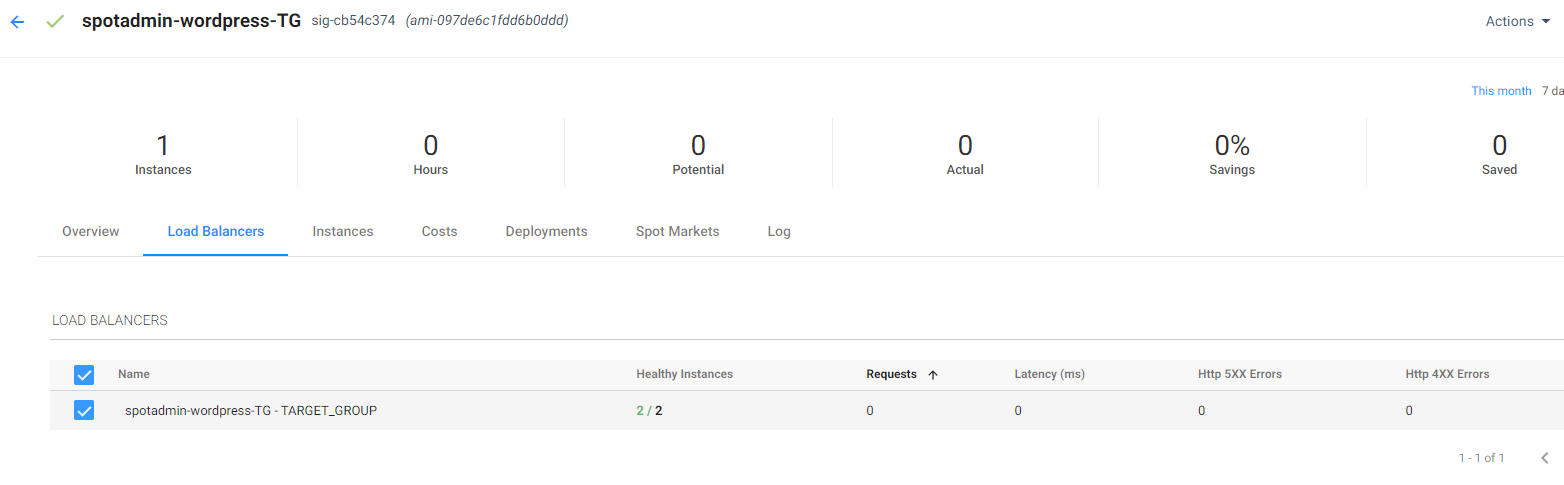 spotadmin-wordpress-TG sig-cb54c374 (ami-097de6c1fdd6b0ddd) Actions
This month 7 da
1 0 0 0 0% 0
Instances Hours Potential Actual Savings Saved
Overview Load Balancers Instances Costs Deployments Spot Markets Log
LOAD BALANCERS
Name Healthy Instances Requests Latency (ms) Http 5XX Errors Http 4XX Errors
spotadmin-wordpress-TG - TARGET_GROUP 2 / 2 0 0 0 0
1 - 1 of 1